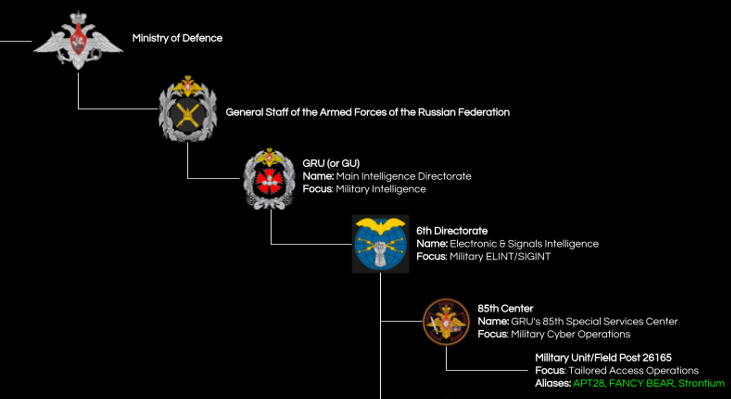 Ministry of Defence
General Staff of the Armed Forces of the Russian Federation
GRU (or GU)
Name: Main Intelligence Directorate
Focus: Military Intelligence
6th Directorate
Name: Electronic & Signals Intelligence
Focus: Military ELINT/SIGINT
85th Center
Name: GRU's 85th Special Services Center
Focus: Military Cyber Operations
Military Unit/Field Post 26165
Focus: Tailored Access Operations
Aliases: APT28, FANCY BEAR, Strontium